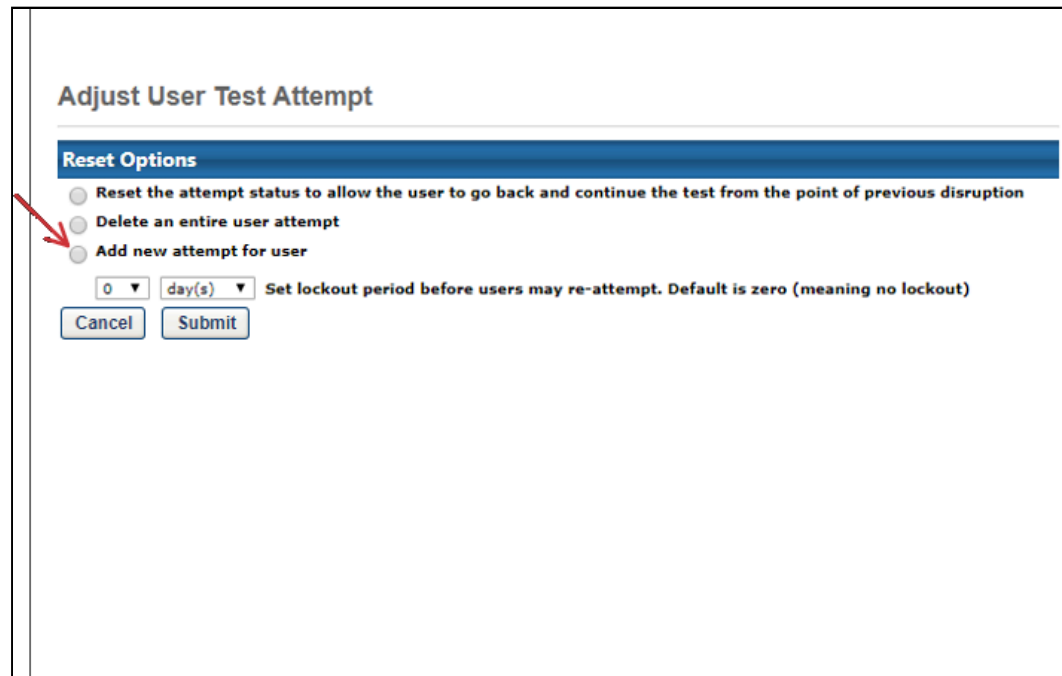 Adjust User Test Attempt
Reset Options
Reset the attempt status to allow the user to go back and continue the test from the point of previous disruption
Delete an entire user attempt
Add new attempt for user
0 day(s) Set lockout period before users may re-attempt. Default is zero (meaning no lockout)
Cancel Submit